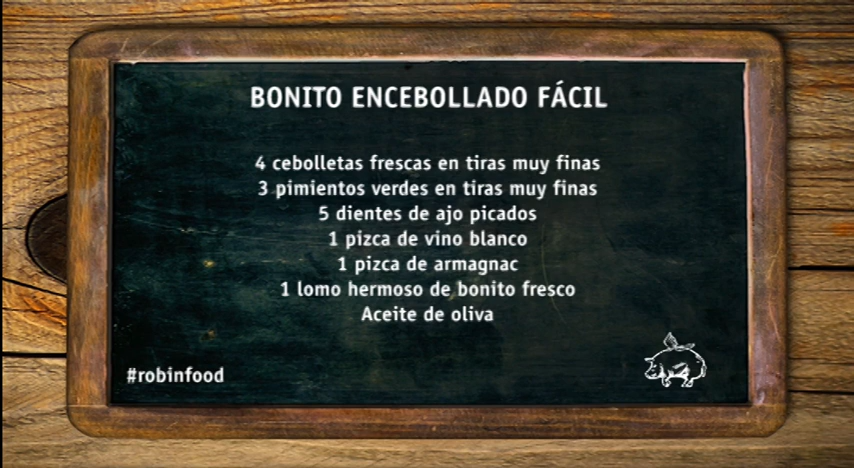 BONITO ENCEBOLLADO FÁCIL
4 cebolletas frescas en tiras muy finas
3 pimientos verdes en tiras muy finas
5 dientes de ajo picados
1 pizca de vino blanco
1 pizca de armagnac
1 lomo hermoso de bonito fresco
Aceite de oliva
#robinfood